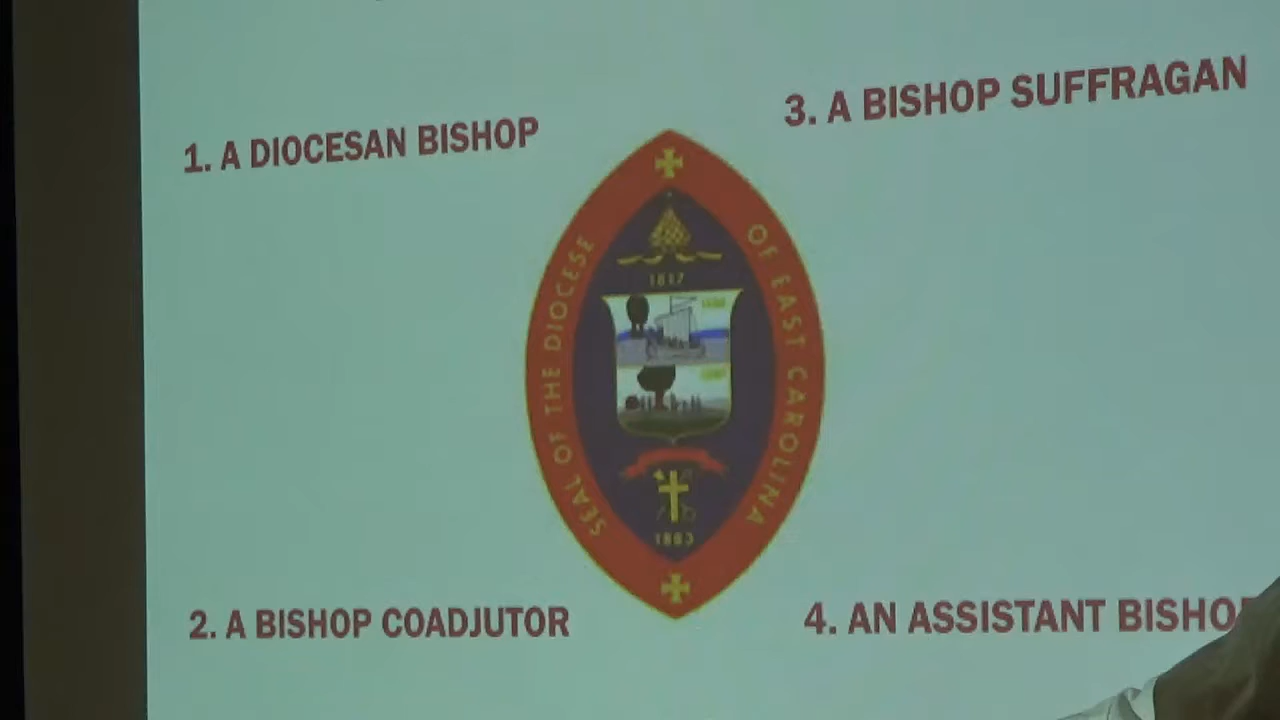 1. A DIOCESAN BISHOP
3. A BISHOP SUFFRAGAN
SEAL OF THE DIOCESE OF EAST CAROLINA
1817
1883
2. A BISHOP COADJUTOR
4. AN ASSISTANT BISHO